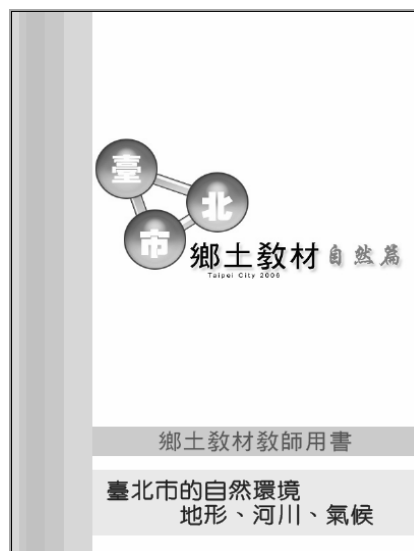 臺北市
鄉土教材 自然篇
Taipei City 2006
鄉土教材教師用書
臺北市的自然環境
地形、河川、氣候